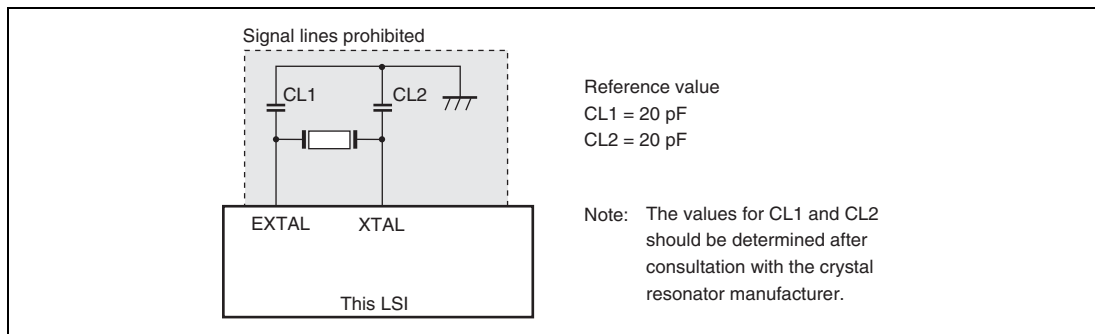 Signal lines prohibited
CL1
CL2
Reference value
CL1 = 20 pF
CL2 = 20 pF
EXTAL
XTAL
This LSI
Note: The values for CL1 and CL2
should be determined after
consultation with the crystal
resonator manufacturer.